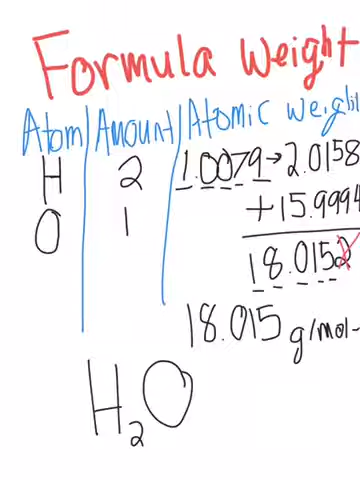 Formula Weight
Atom Amount Atomic weight
H 2 1.0079→2.0158
O 1 +15.9994
18.0152
18.015 g/mol
H₂O